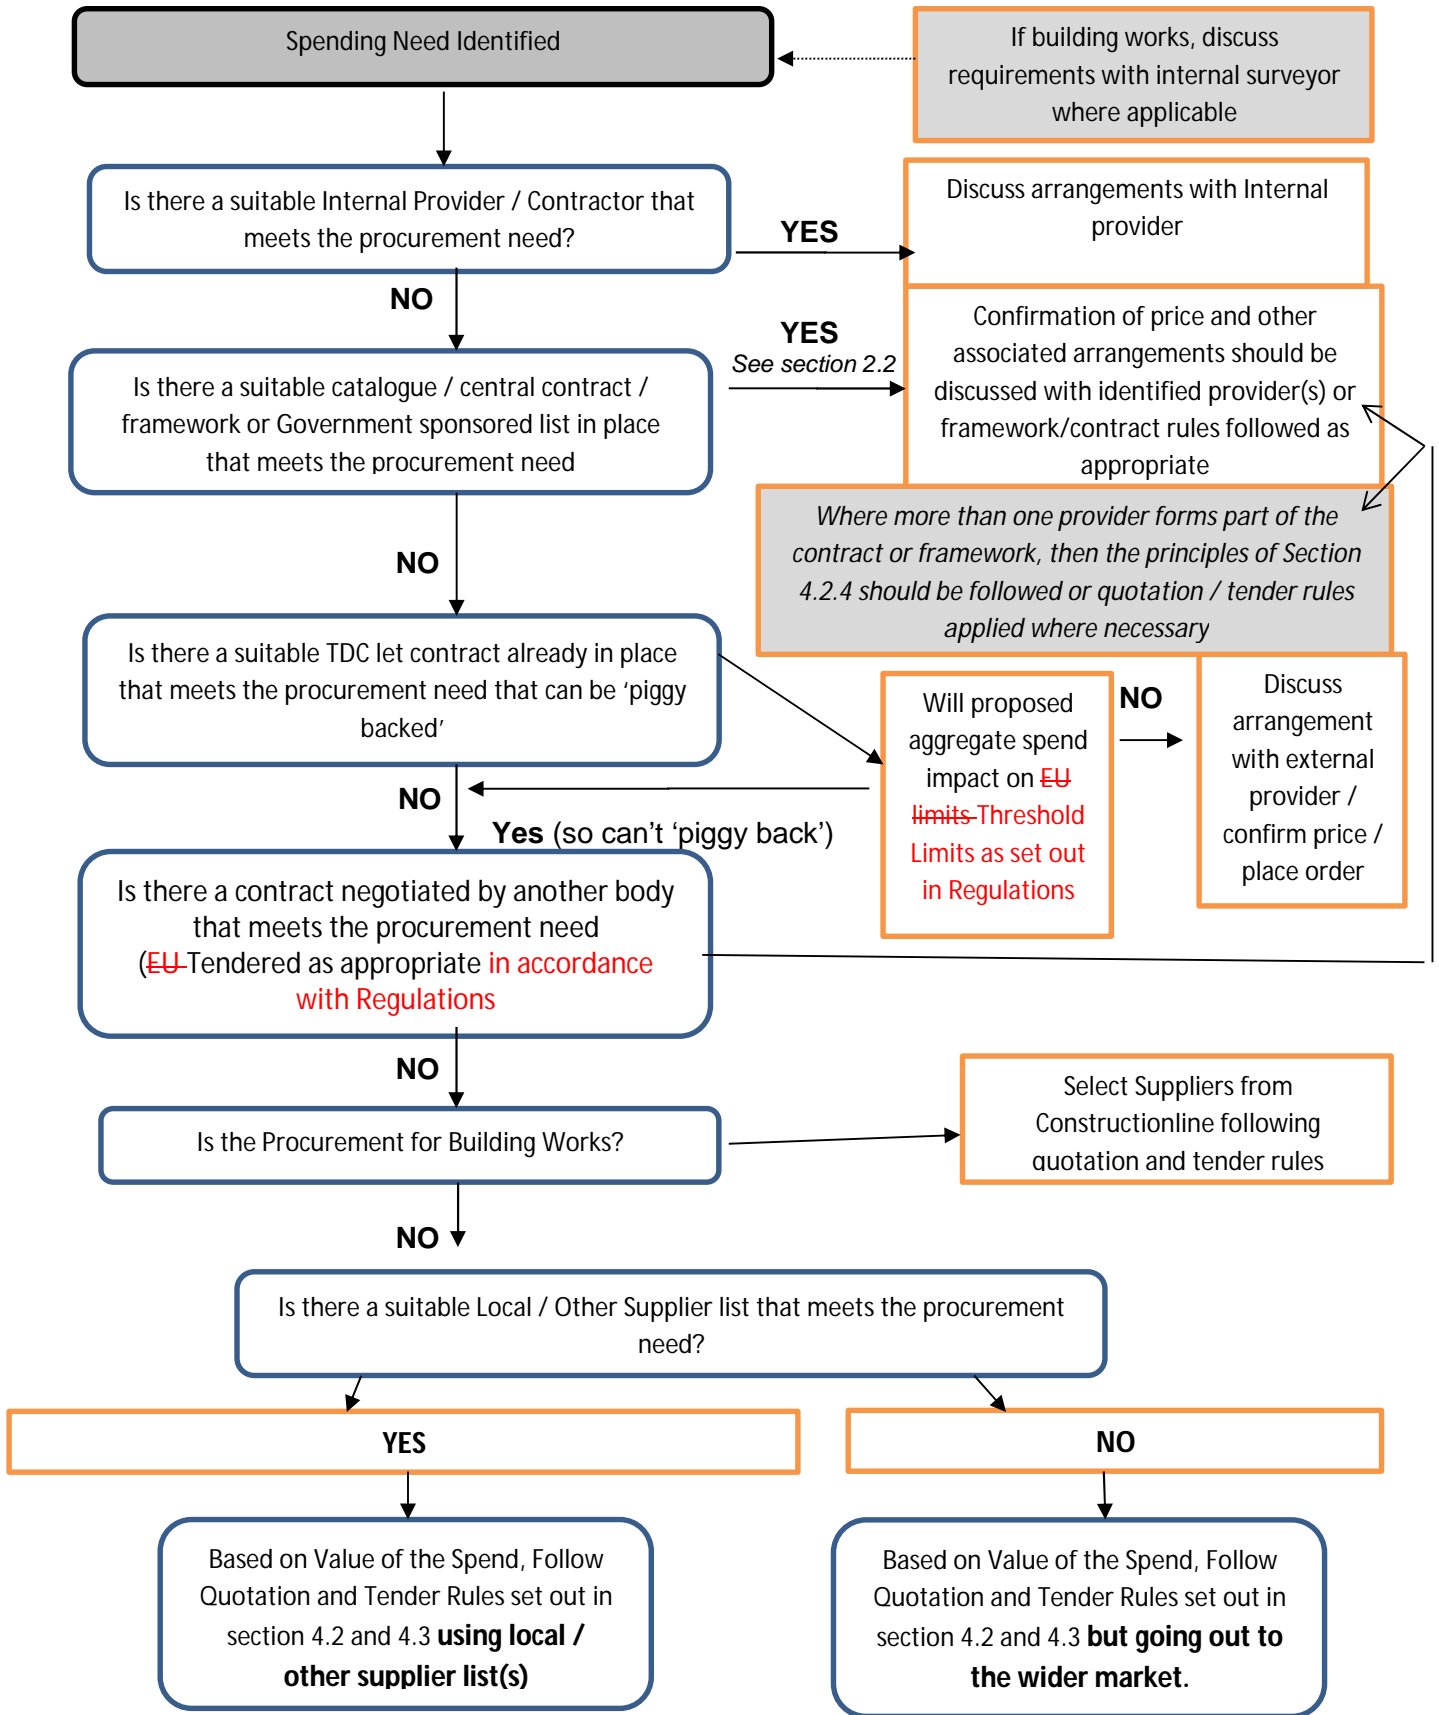 Spending Need Identified
If building works, discuss
requirements with internal surveyor
where applicable
Is there a suitable Internal Provider / Contractor that
meets the procurement need?
YES
Discuss arrangements with Internal
provider
NO
Is there a suitable catalogue / central contract /
framework or Government sponsored list in place
that meets the procurement need
YES
See section 2.2
Confirmation of price and other
associated arrangements should be
discussed with identified provider(s) or
framework/contract rules followed as
appropriate
Where more than one provider forms part of the
contract or framework, then the principles of Section
4.2.4 should be followed or quotation / tender rules
applied where necessary
NO
Is there a suitable TDC let contract already in place
that meets the procurement need that can be ‘piggy
backed’
Will proposed
aggregate spend
impact on EU
limits Threshold
Limits as set out
in Regulations
NO
Discuss
arrangement
with external
provider /
confirm price /
place order
NO
Yes (so can’t ‘piggy back’)
Is there a contract negotiated by another body
that meets the procurement need
(EU Tendered as appropriate in accordance
with Regulations
NO
Is the Procurement for Building Works?
Select Suppliers from
Constructionline following
quotation and tender rules
NO
Is there a suitable Local / Other Supplier list that meets the procurement
need?
YES
NO
Based on Value of the Spend, Follow
Quotation and Tender Rules set out in
section 4.2 and 4.3 using local /
other supplier list(s)
Based on Value of the Spend, Follow
Quotation and Tender Rules set out in
section 4.2 and 4.3 but going out to
the wider market.